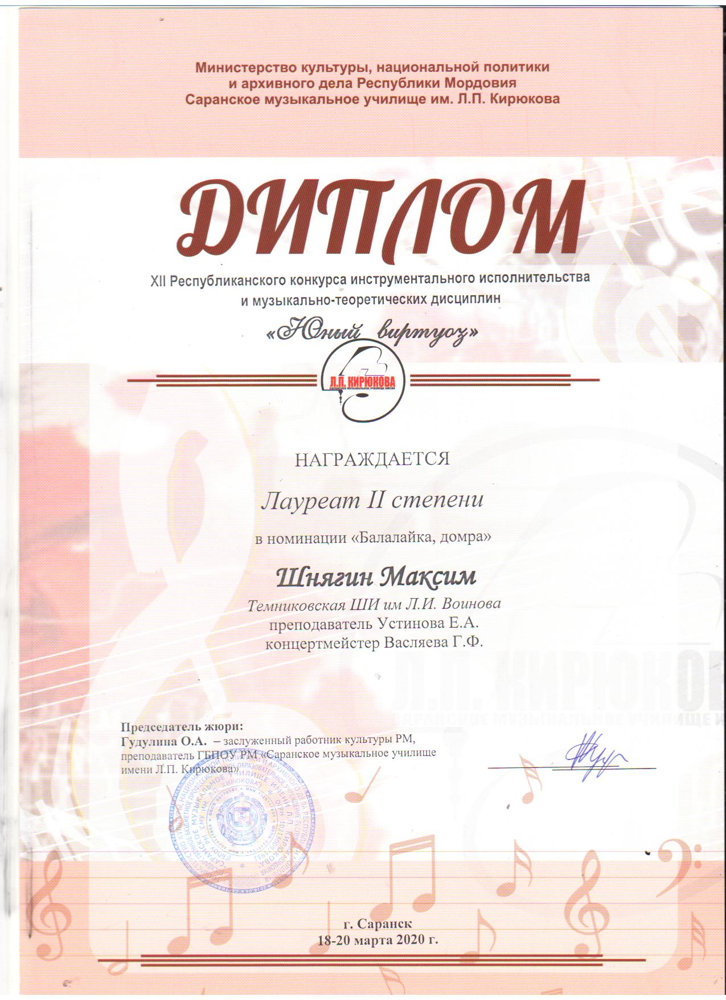 Министерство культуры, национальной политики
и архивного дела Республики Мордовия
Саранское музыкальное училище им. Л.П. Кирюкова
ДИПЛОМ
XII Республиканского конкурса инструментального исполнительства
и музыкально-теоретических дисциплин
«Юный виртуоз»
Л.П. КИРЮКОВА
САРАНСКОЕ МУЗЫКАЛЬНОЕ УЧИЛИЩЕ ИМЕНИ
НАГРАЖДАЕТСЯ
Лауреат II степени
в номинации «Балалайка, домра»
Шнягин Максим
Темниковская ШИ им Л.И. Воинова
преподаватель Устинова Е.А.
концертмейстер Васляева Г.Ф.
Л.П. КИРЮКОВ
САРАНСКОЕ МУЗЫКАЛЬНОЕ УЧИЛИЩЕ И
Председатель жюри:
Гудулина О.А. – заслуженный работник культуры РМ,
преподаватель ГБПОУ РМ «Саранское музыкальное училище
имени Л.П. Кирюкова»
г. Саранск
18-20 марта 2020 г.